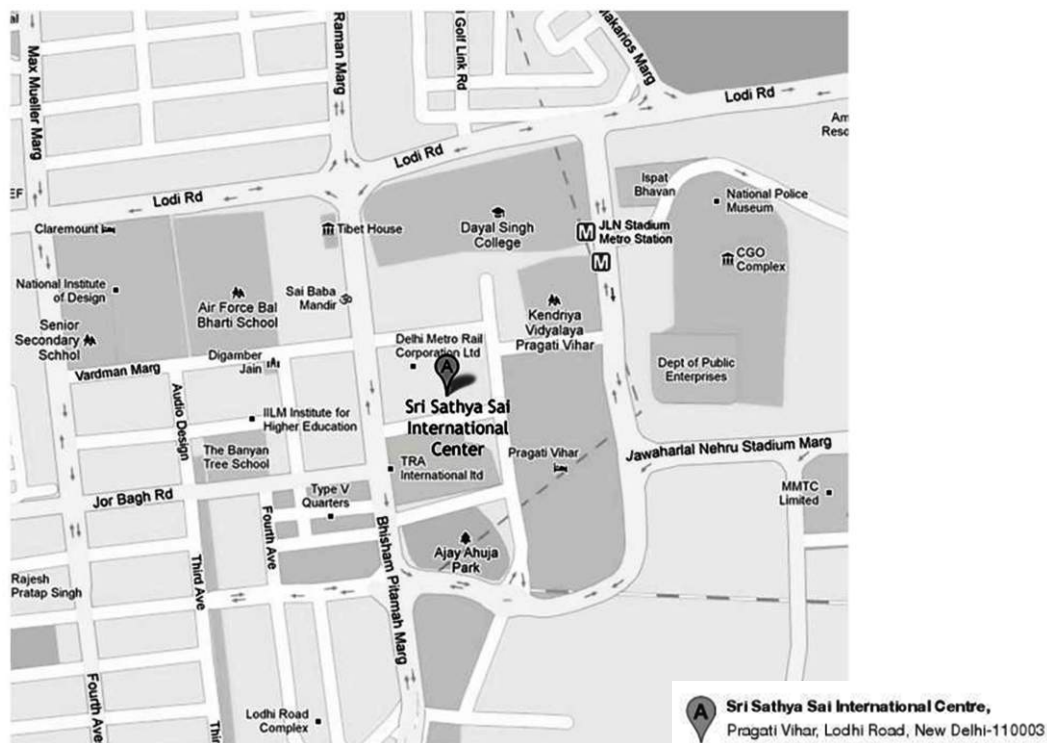 al
Max Mueller Marg
Raman Marg
Golf Link Rd
Makarios Marg
Lodi Rd
Am
Reso
Lodi Rd
EF
Lodi Rd
Ispat
Bhavan
National Police
Museum
Claremount
Tibet House
Dayal Singh
College
M
JLN Stadium
Metro Station
M
CGO
Complex
National Institute
of Design
Air Force Bal
Bharti School
Sai Baba
Mandir
ॐ
Kendriya
Vidyalaya
Pragati Vihar
Senior
Secondary
Schhol
Delhi Metro Rail
Corporation Ltd
A
Digamber
Jain
Vardman Marg
Dept of Public
Enterprises
Audio Design
Sri Sathya Sai
International
Center
IILM Institute for
Higher Education
The Banyan
Tree School
TRA
International ltd
Pragati Vihar
Jawaharlal Nehru Stadium Marg
MMTC
Limited
Jor Bagh Rd
Type V
Quarters
Fourth Ave
Bhisham Pitamah Marg
Ajay Ahuja
Park
Third Ave
Rajesh
Pratap Singh
Fourth Ave
Thir
Lodhi Road
Complex
A
Sri Sathya Sai International Centre,
Pragati Vihar, Lodhi Road, New Delhi-110003